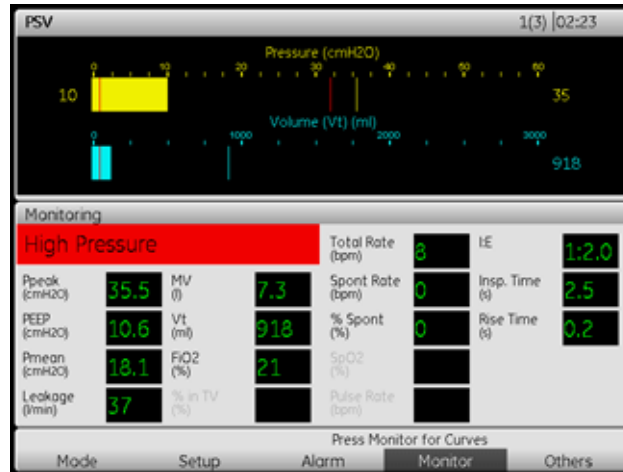 PSV 1(3) 02:23
Pressure (cmH2O)
0 10 20 30 40 50 60
10 35
Volume (Vt) (ml)
0 1000 2000 3000
918
Monitoring
High Pressure
Total Rate (bpm) 8 I:E 1:2.0
Ppeak (cmH2O) 35.5 MV (l) 7.3 Spont Rate (bpm) 0 Insp. Time (s) 2.5
PEEP (cmH2O) 10.6 Vt (ml) 918 % Spont (%) 0 Rise Time (s) 0.2
Pmean (cmH2O) 18.1 FiO2 (%) 21 SpO2 (%)
Leakage (l/min) 37 % in TV (%) Pulse Rate (bpm)
Press Monitor for Curves
Mode Setup Alarm Monitor Others